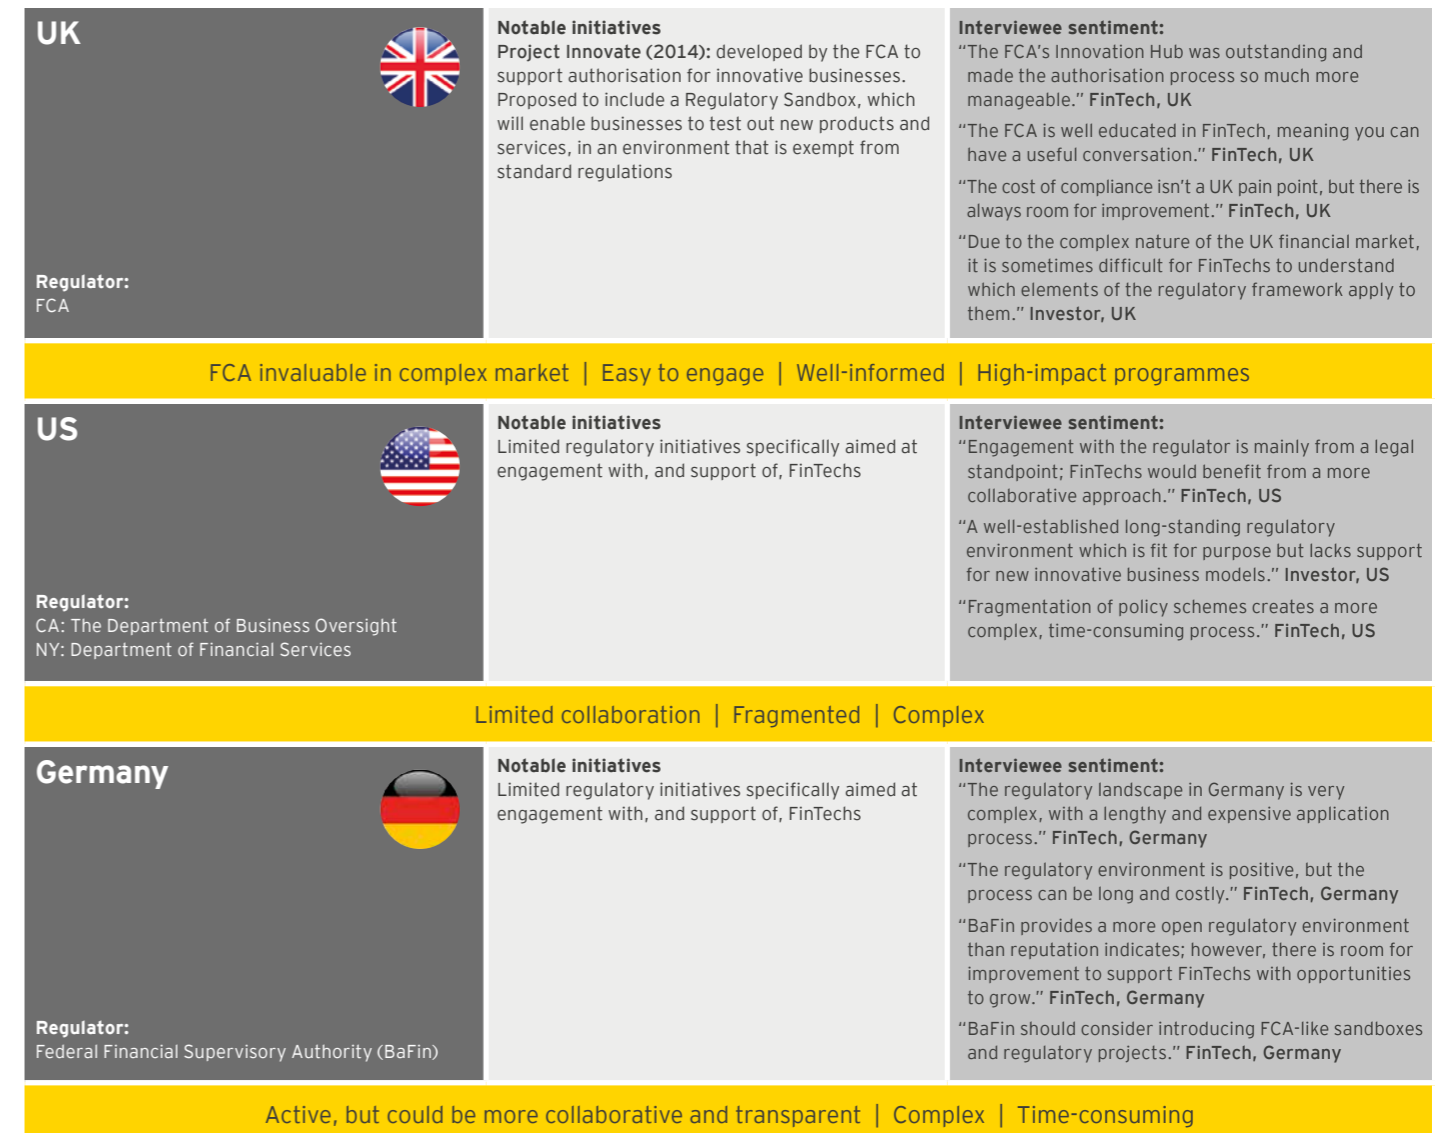 UK
Regulator:
FCA
Notable initiatives
Project Innovate (2014): developed by the FCA to
support authorisation for innovative businesses.
Proposed to include a Regulatory Sandbox, which
will enable businesses to test out new products and
services, in an environment that is exempt from
standard regulations
Interviewee sentiment:
“The FCA’s Innovation Hub was outstanding and
made the authorisation process so much more
manageable.” FinTech, UK
“The FCA is well educated in FinTech, meaning you can
have a useful conversation.” FinTech, UK
“The cost of compliance isn’t a UK pain point, but there is
always room for improvement.” FinTech, UK
“Due to the complex nature of the UK financial market,
it is sometimes difficult for FinTechs to understand
which elements of the regulatory framework apply to
them.” Investor, UK
FCA invaluable in complex market | Easy to engage | Well-informed | High-impact programmes
US
Regulator:
CA: The Department of Business Oversight
NY: Department of Financial Services
Notable initiatives
Limited regulatory initiatives specifically aimed at
engagement with, and support of, FinTechs
Interviewee sentiment:
“Engagement with the regulator is mainly from a legal
standpoint; FinTechs would benefit from a more
collaborative approach.” FinTech, US
“A well-established long-standing regulatory
environment which is fit for purpose but lacks support
for new innovative business models.” Investor, US
“Fragmentation of policy schemes creates a more
complex, time-consuming process.” FinTech, US
Limited collaboration | Fragmented | Complex
Germany
Regulator:
Federal Financial Supervisory Authority (BaFin)
Notable initiatives
Limited regulatory initiatives specifically aimed at
engagement with, and support of, FinTechs
Interviewee sentiment:
“The regulatory landscape in Germany is very
complex, with a lengthy and expensive application
process.” FinTech, Germany
“The regulatory environment is positive, but the
process can be long and costly.” FinTech, Germany
“BaFin provides a more open regulatory environment
than reputation indicates; however, there is room for
improvement to support FinTechs with opportunities
to grow.” FinTech, Germany
“BaFin should consider introducing FCA-like sandboxes
and regulatory projects.” FinTech, Germany
Active, but could be more collaborative and transparent | Complex | Time-consuming